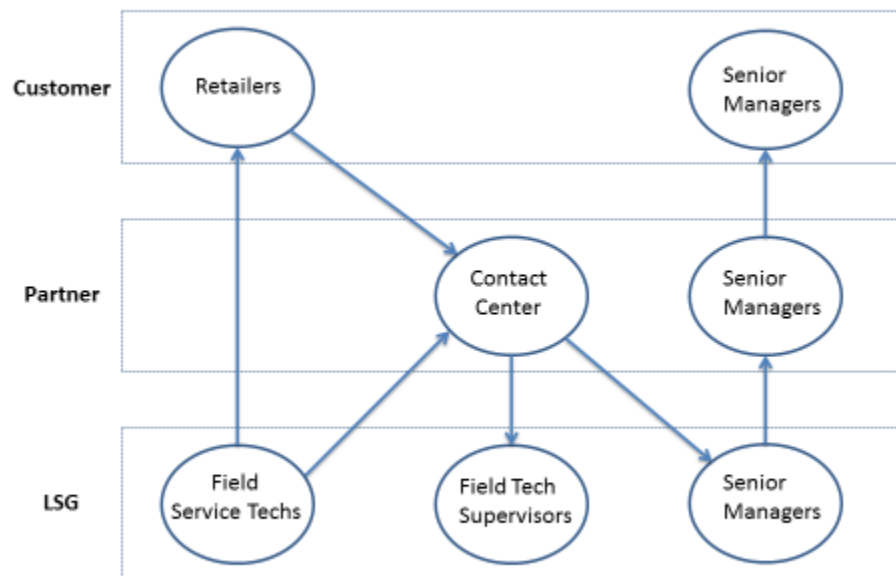 Customer
Retailers
Senior
Managers
Partner
Contact
Center
Senior
Managers
LSG
Field
Service Techs
Field Tech
Supervisors
Senior
Managers